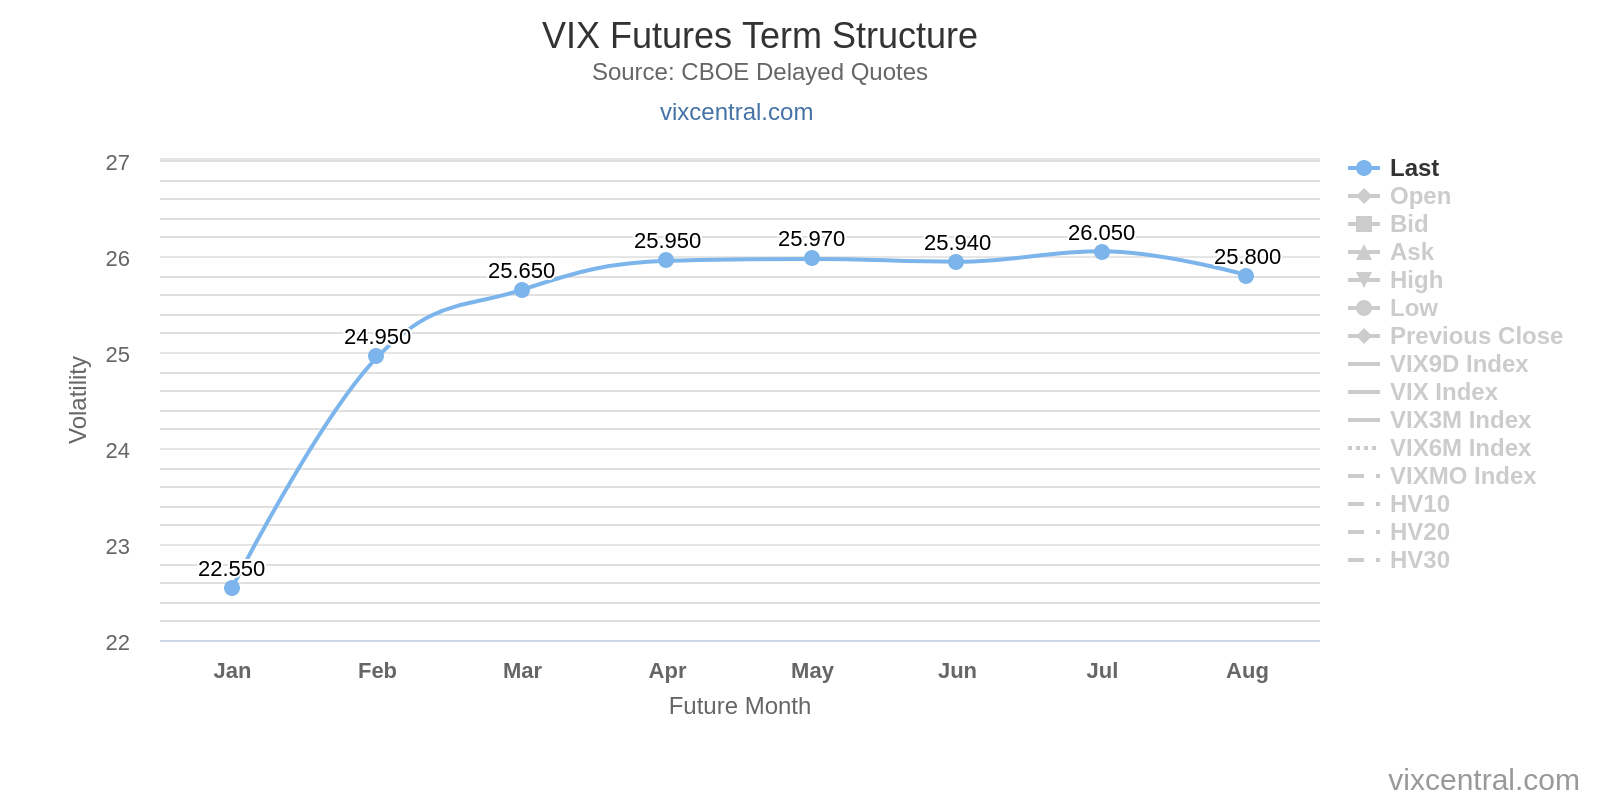 VIX Futures Term Structure
Source: CBOE Delayed Quotes
vixcentral.com
27
26
25
24
23
22
Volatility
22.550
24.950
25.650
25.950
25.970
25.940
26.050
25.800
Jan Feb Mar Apr May Jun Jul Aug
Future Month
Last
Open
Bid
Ask
High
Low
Previous Close
VIX9D Index
VIX Index
VIX3M Index
VIX6M Index
VIXMO Index
HV10
HV20
HV30
vixcentral.com